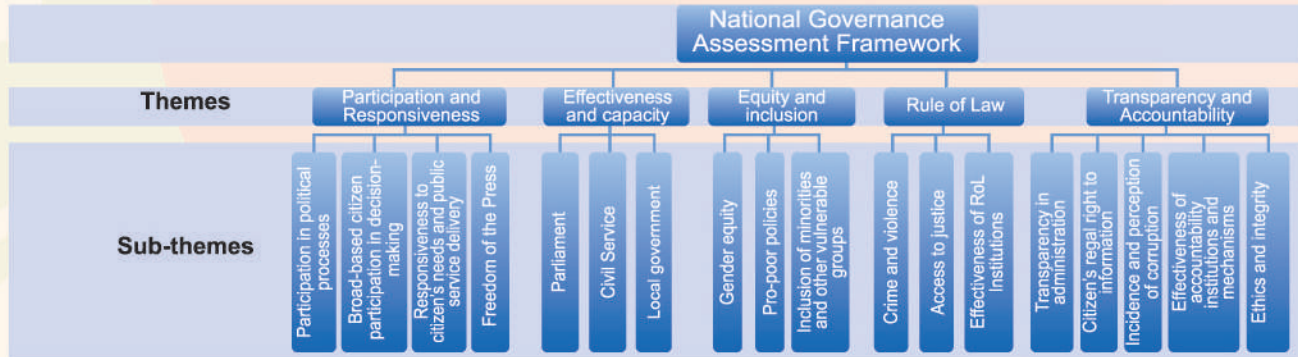 National Governance
Assessment Framework
Themes
Participation and
Responsiveness
Effectiveness
and capacity
Equity and
inclusion
Rule of Law
Transparency and
Accountability
Sub-themes
Participation in political
processes
Broad-based citizen
participation in decision-
making
Responsiveness to
citizen's needs and public
service delivery
Freedom of the Press
Parliament
Civil Service
Local government
Gender equity
Pro-poor policies
Inclusion of minorities
and other vulnerable
groups
Crime and violence
Access to justice
Effectiveness of RoL
Institutions
Transparency in
administration
Citizen's regal right to
information
Incidence and perception
of corruption
Effectiveness of
accountability
institutions and
mechanisms
Ethics and integrity